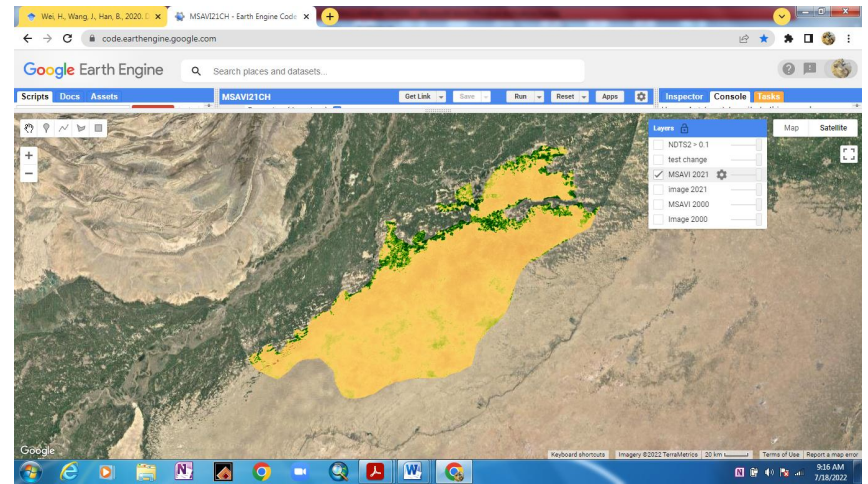 Wei, H., Wang, J., Han, B., 2020.
MSAVI21CH - Earth Engine Code
code.earthengine.google.com
Google Earth Engine
Search places and datasets...
Scripts Docs Assets
MSAVI21CH
Get Link Save Run Reset Apps
Inspector Console Tasks
Layers
Map Satellite
NDTS2 > 0.1
test change
MSAVI 2021
image 2021
MSAVI 2000
Image 2000
Google
Keyboard shortcuts Imagery ©2022 TerraMetrics 20 km Terms of Use Report a map error
9:16 AM
7/18/2022